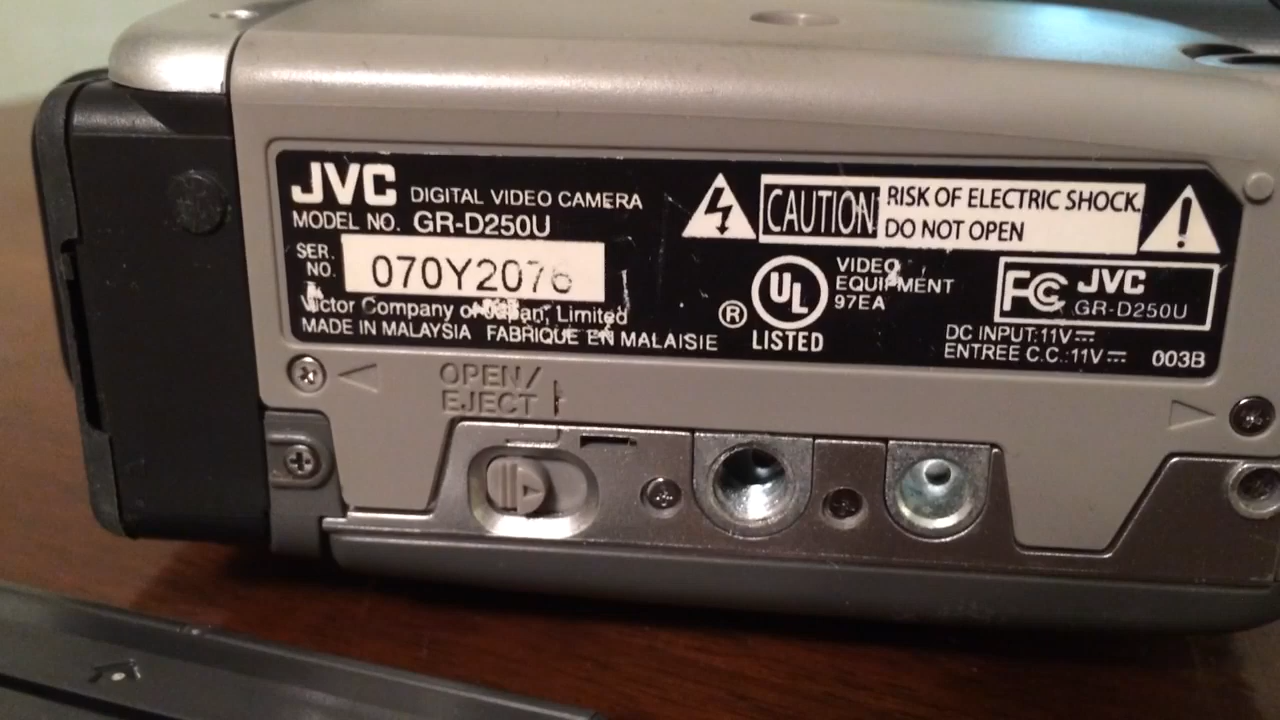 JVC DIGITAL VIDEO CAMERA
MODEL NO. GR-D250U
SER. NO. 070Y2076
Victor Company of Japan, Limited
MADE IN MALAYSIA FABRIQUE EN MALAISIE
CAUTION RISK OF ELECTRIC SHOCK. DO NOT OPEN
® UL LISTED
VIDEO
EQUIPMENT
97EA
FC JVC
GR-D250U
DC INPUT:11V⎓
ENTREE C.C.:11V⎓ 003B
OPEN/
EJECT